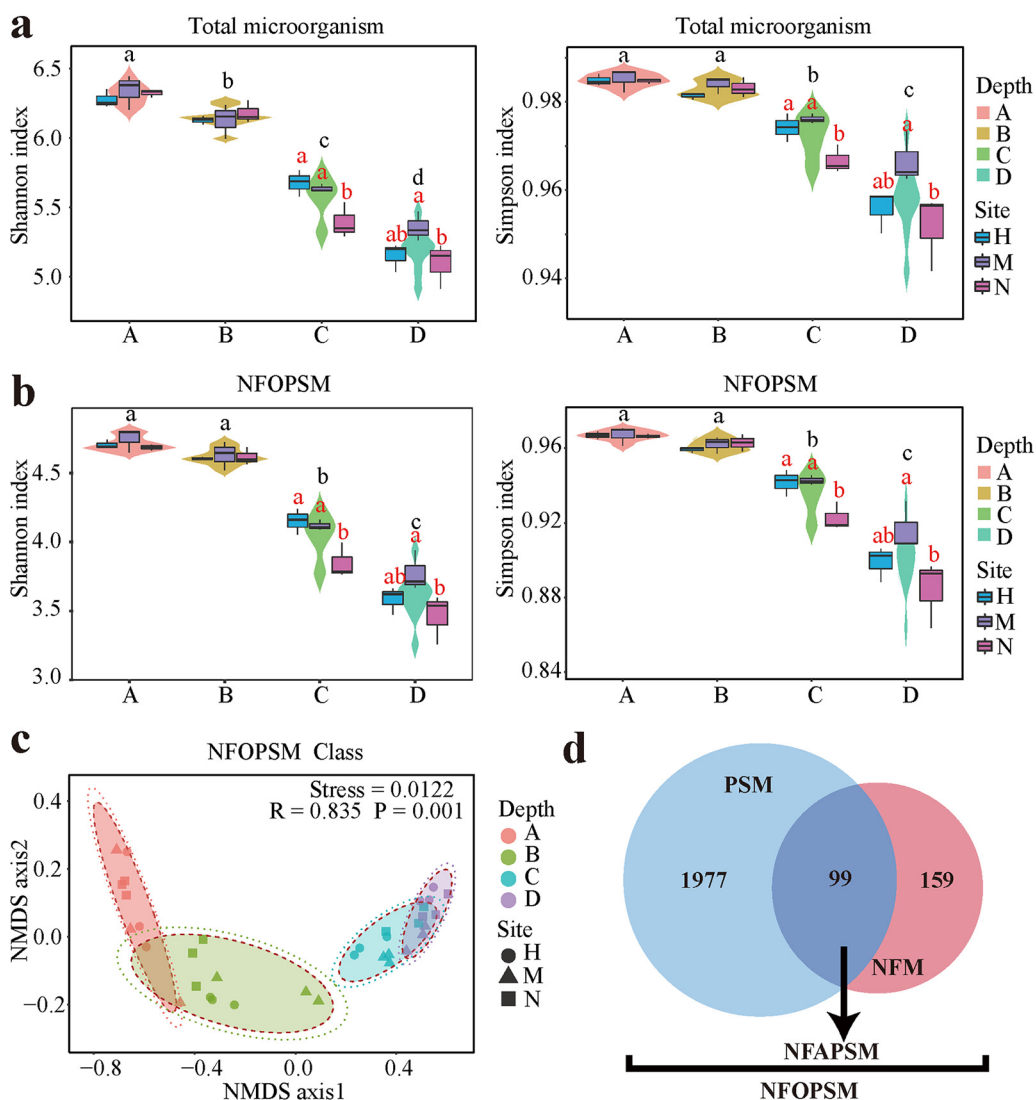 a
Total microorganism
Shannon index
6.5
6.0
5.5
5.0
a
b
c
a
a
b
d
a
ab
b
A
B
C
D
Total microorganism
Simpson index
0.98
0.96
0.94
a
a
b
a
a
b
c
a
ab
b
A
B
C
D
Depth
A
B
C
D
Site
H
M
N
b
NFOPSM
Shannon index
4.5
4.0
3.5
3.0
a
a
b
a
a
b
c
a
ab
b
A
B
C
D
NFOPSM
Simpson index
0.96
0.92
0.88
0.84
a
a
b
a
a
b
c
a
ab
b
A
B
C
D
Depth
A
B
C
D
Site
H
M
N
c
NFOPSM Class
Stress = 0.0122
R = 0.835 P = 0.001
NMDS axis2
0.4
0.2
0.0
−0.2
−0.8
−0.4
0.0
0.4
NMDS axis1
Depth
A
B
C
D
Site
H
M
N
d
PSM
1977
99
159
NFM
NFAPSM
NFOPSM